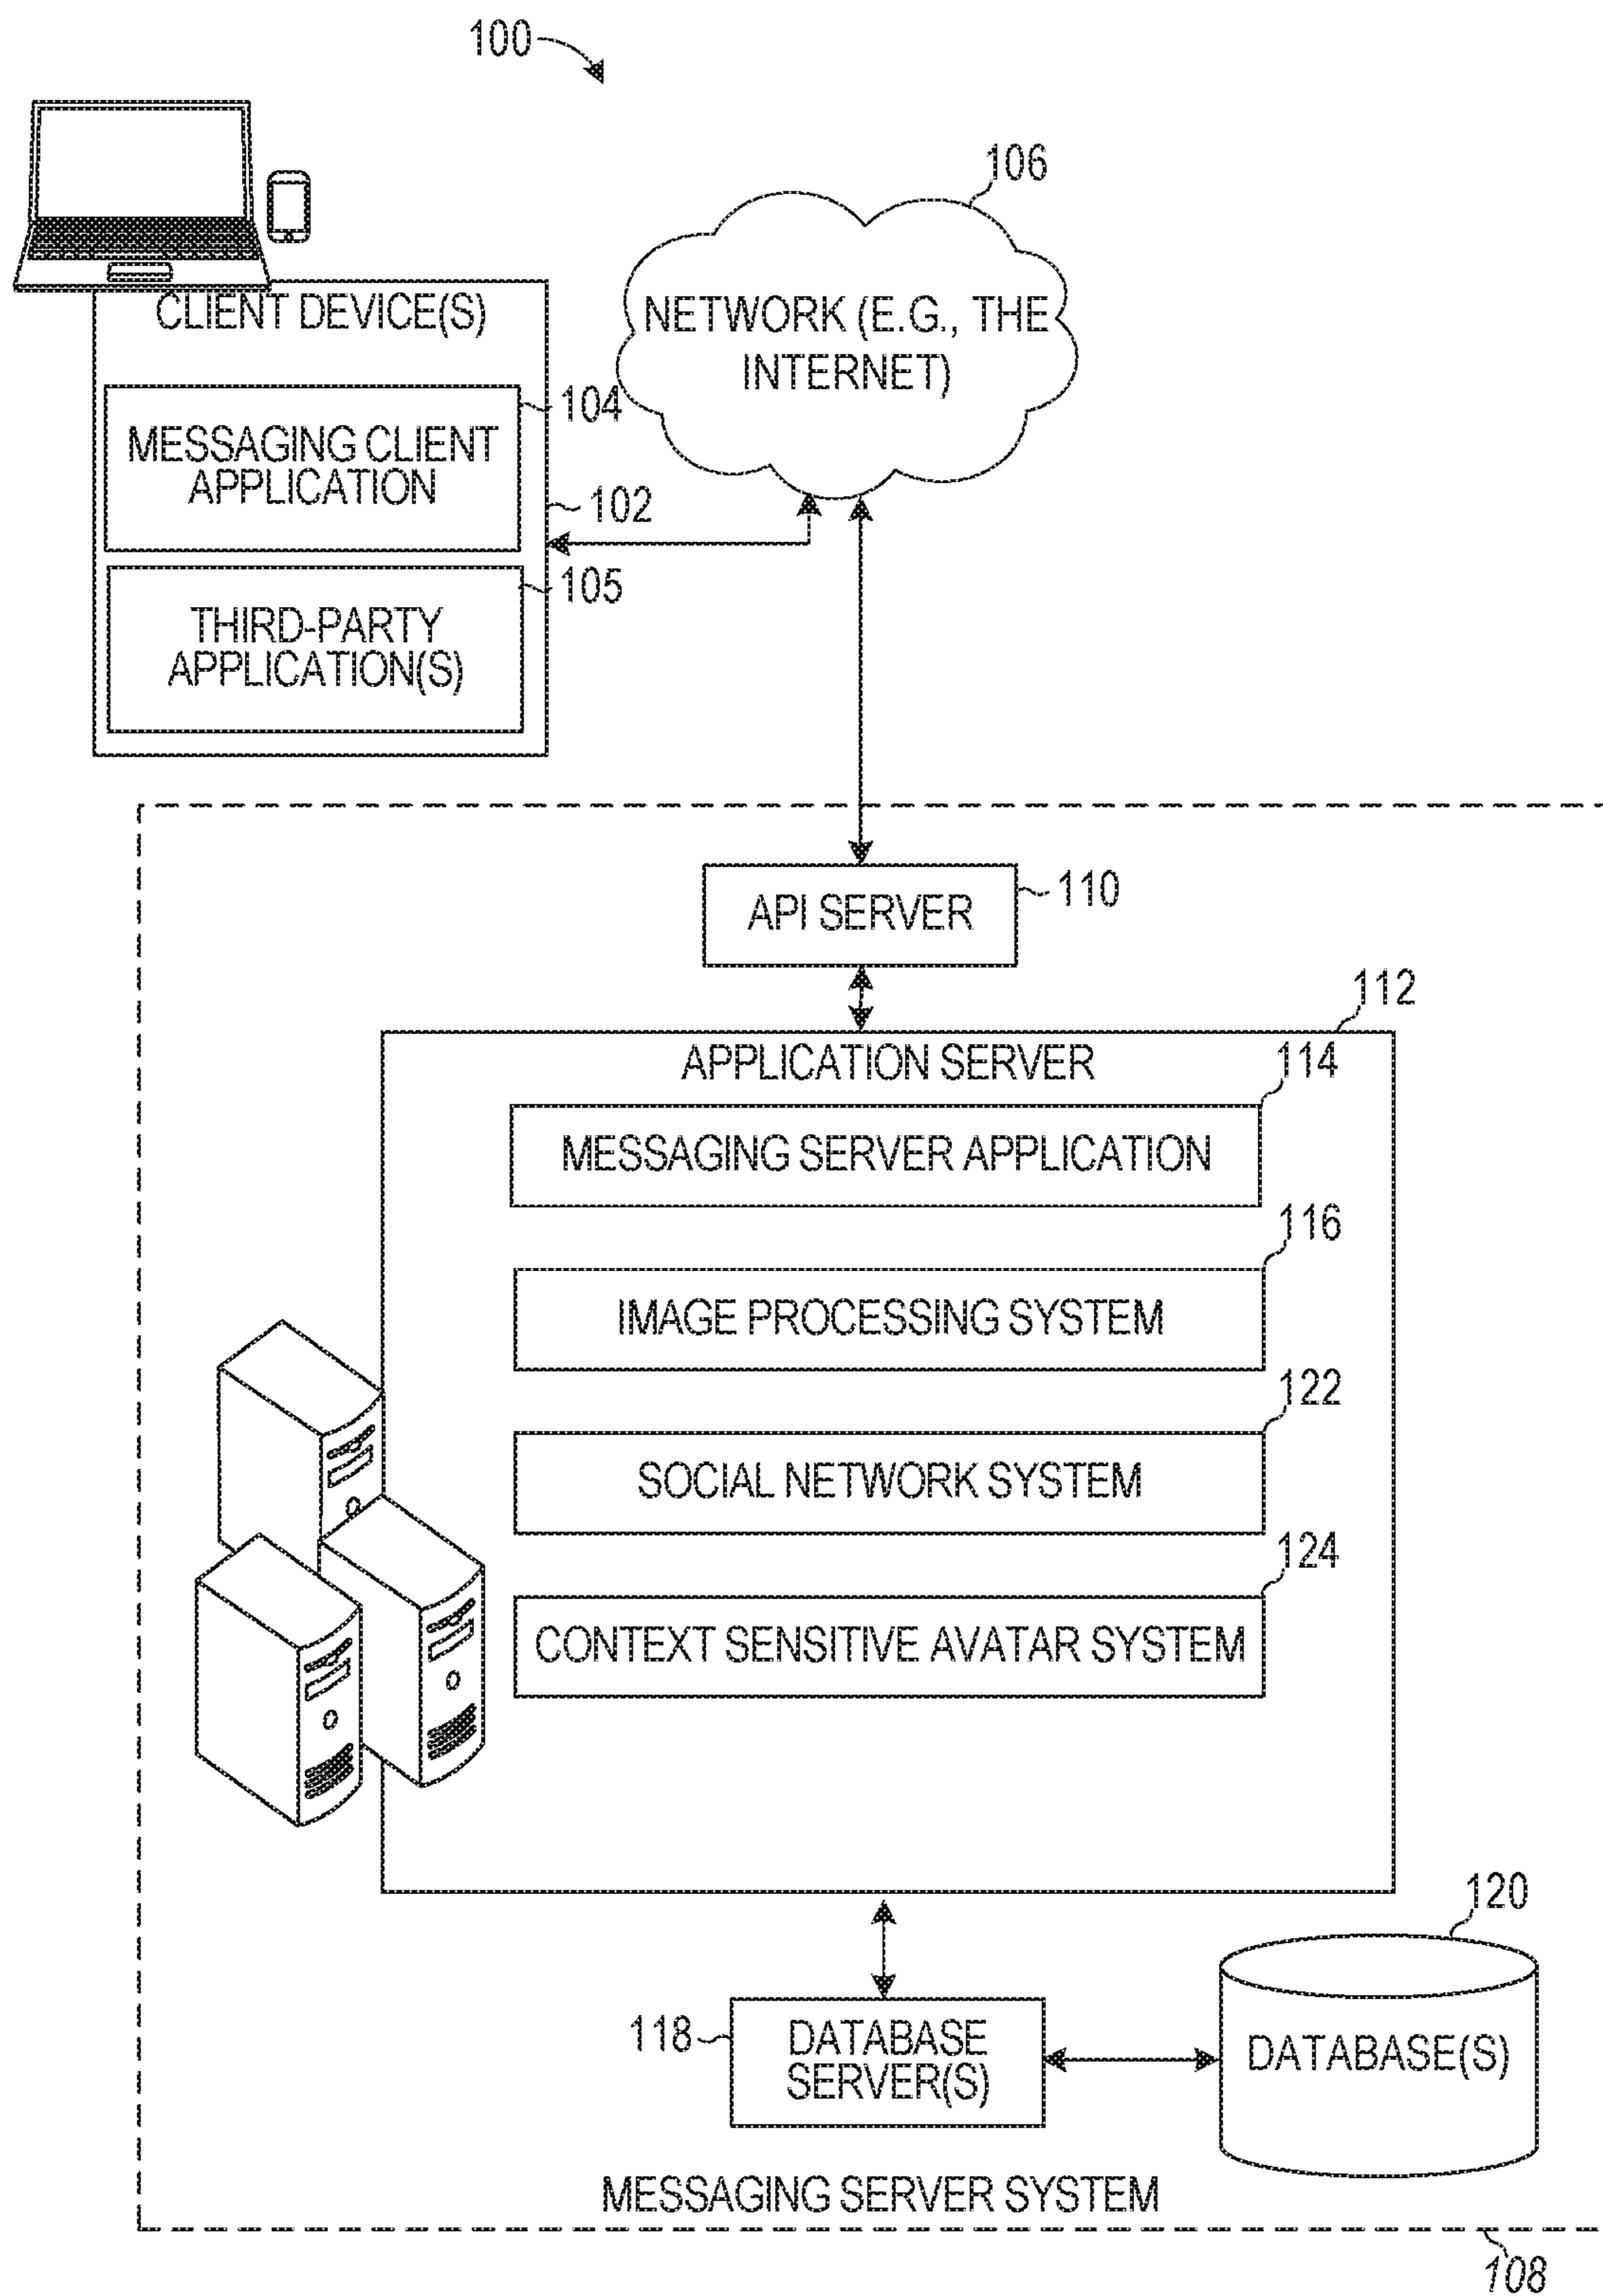 100
106
CLIENT DEVICE(S)
NETWORK (E.G., THE
INTERNET)
104
MESSAGING CLIENT
APPLICATION
102
105
THIRD-PARTY
APPLICATION(S)
API SERVER
110
112
APPLICATION SERVER
114
MESSAGING SERVER APPLICATION
116
IMAGE PROCESSING SYSTEM
122
SOCIAL NETWORK SYSTEM
124
CONTEXT SENSITIVE AVATAR SYSTEM
120
118
DATABASE
SERVER(S)
DATABASE(S)
MESSAGING SERVER SYSTEM
108